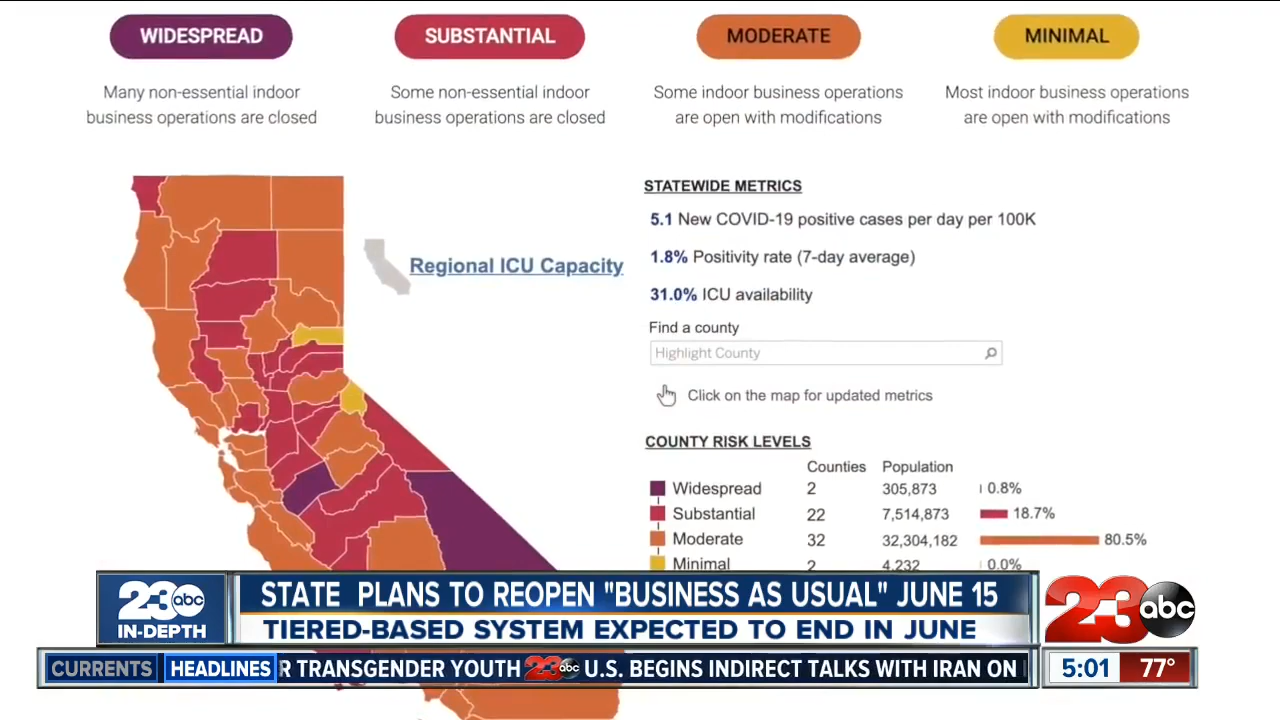 WIDESPREAD
Many non-essential indoor
business operations are closed
SUBSTANTIAL
Some non-essential indoor
business operations are closed
MODERATE
Some indoor business operations
are open with modifications
MINIMAL
Most indoor business operations
are open with modifications
Regional ICU Capacity
STATEWIDE METRICS
5.1 New COVID-19 positive cases per day per 100K
1.8% Positivity rate (7-day average)
31.0% ICU availability
Find a county
Highlight County
Click on the map for updated metrics
COUNTY RISK LEVELS
Counties Population
Widespread 2 305,873 0.8%
Substantial 22 7,514,873 18.7%
Moderate 32 32,304,182 80.5%
Minimal 2 4,232 0.0%
23 abc
IN-DEPTH
STATE PLANS TO REOPEN "BUSINESS AS USUAL" JUNE 15
TIERED-BASED SYSTEM EXPECTED TO END IN JUNE
23 abc
CURRENTS HEADLINES R TRANSGENDER YOUTH 23 abc U.S. BEGINS INDIRECT TALKS WITH IRAN ON
5:01 77°